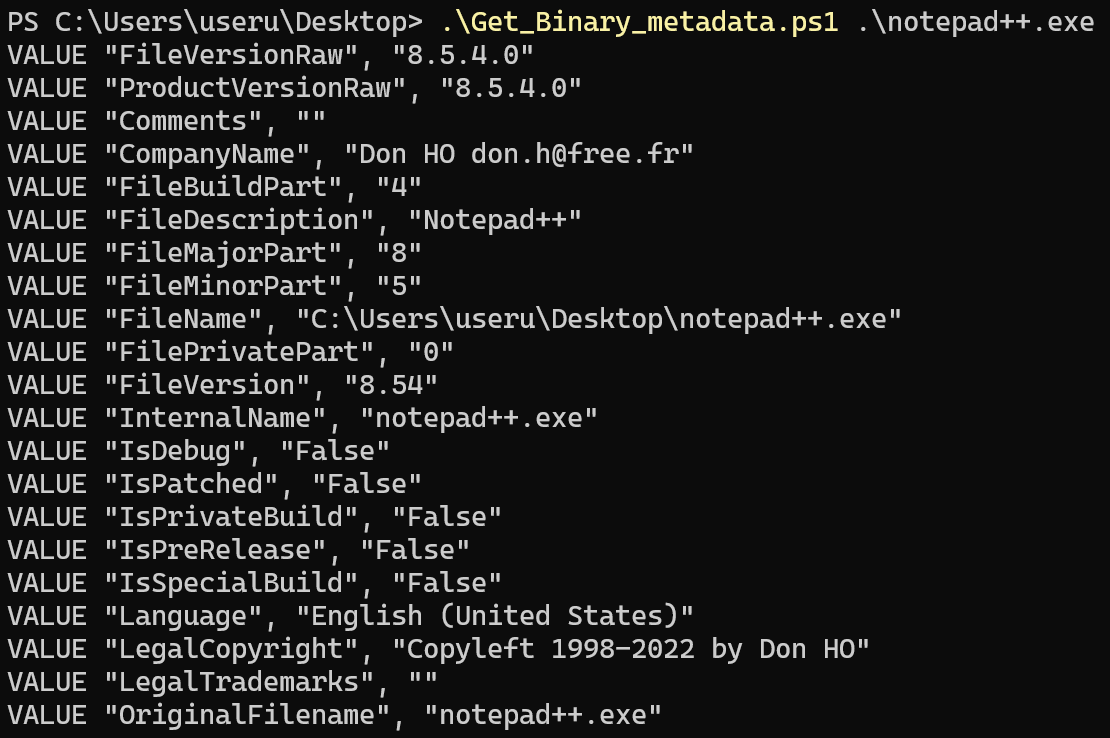 PS C:\Users\useru\Desktop> .\Get_Binary_metadata.ps1 .\notepad++.exe
VALUE "FileVersionRaw", "8.5.4.0"
VALUE "ProductVersionRaw", "8.5.4.0"
VALUE "Comments", ""
VALUE "CompanyName", "Don HO don.h@free.fr"
VALUE "FileBuildPart", "4"
VALUE "FileDescription", "Notepad++"
VALUE "FileMajorPart", "8"
VALUE "FileMinorPart", "5"
VALUE "FileName", "C:\Users\useru\Desktop\notepad++.exe"
VALUE "FilePrivatePart", "0"
VALUE "FileVersion", "8.54"
VALUE "InternalName", "notepad++.exe"
VALUE "IsDebug", "False"
VALUE "IsPatched", "False"
VALUE "IsPrivateBuild", "False"
VALUE "IsPreRelease", "False"
VALUE "IsSpecialBuild", "False"
VALUE "Language", "English (United States)"
VALUE "LegalCopyright", "Copyleft 1998-2022 by Don HO"
VALUE "LegalTrademarks", ""
VALUE "OriginalFilename", "notepad++.exe"